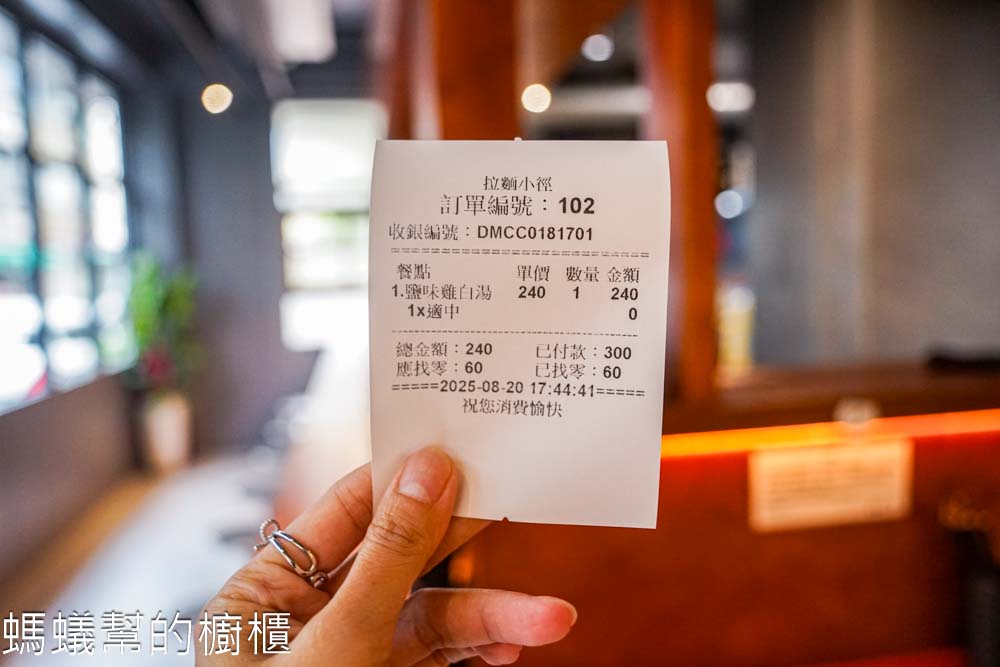 拉麵小徑
訂單編號：102
收銀編號：DMCC0181701
餐點 單價 數量 金額
1.鹽味雞白湯 240 1 240
1x適中 0
總金額：240 已付款：300
應找零：60 已找零：60
=====2025-08-20 17:44:41=====
祝您消費愉快
螞蟻幫的櫥櫃